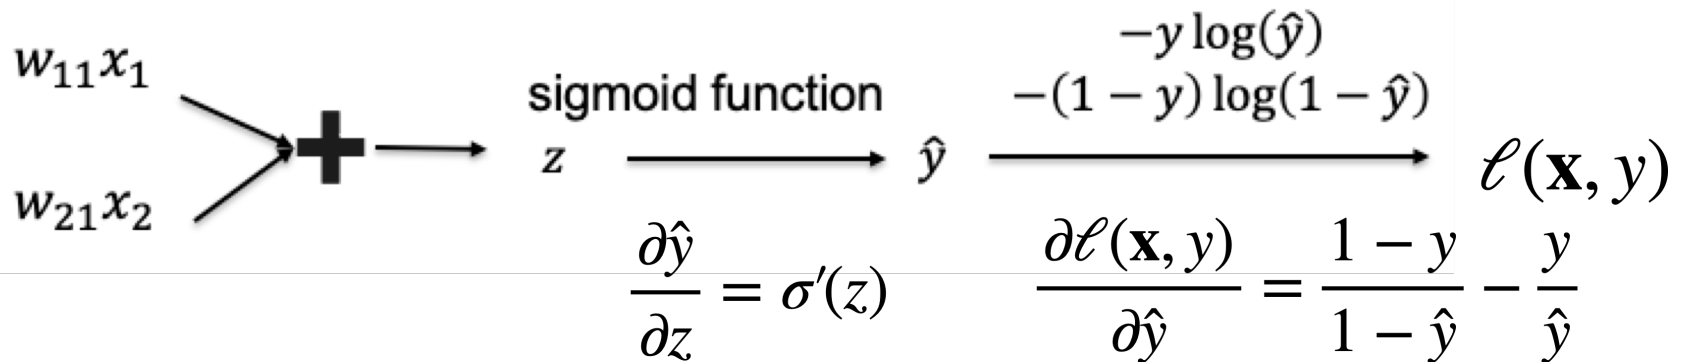 w₁₁x₁
w₂₁x₂
z
sigmoid function
ŷ
−y log(ŷ)
−(1 − y) log(1 − ŷ)
ℓ(𝐱, y)
∂ŷ/∂z = σ′(z)
∂ℓ(𝐱, y)/∂ŷ = (1 − y)/(1 − ŷ) − y/ŷ